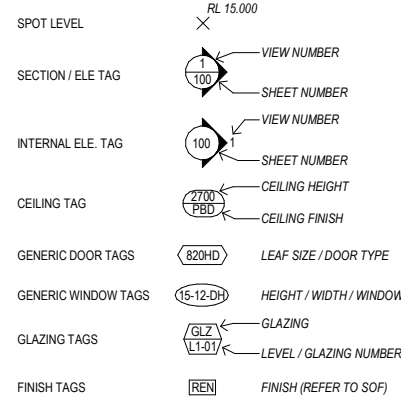 RL 15.000
SPOT LEVEL
VIEW NUMBER
1
SECTION / ELE TAG
100
SHEET NUMBER
VIEW NUMBER
INTERNAL ELE. TAG 100 1
SHEET NUMBER
CEILING HEIGHT
2700
CEILING TAG
PBD
CEILING FINISH
GENERIC DOOR TAGS 820HD LEAF SIZE / DOOR TYPE
GENERIC WINDOW TAGS 15-12-DH HEIGHT / WIDTH / WINDOW
GLAZING
GLZ
GLAZING TAGS
L1-01
LEVEL / GLAZING NUMBER
FINISH TAGS REN FINISH (REFER TO SOF)